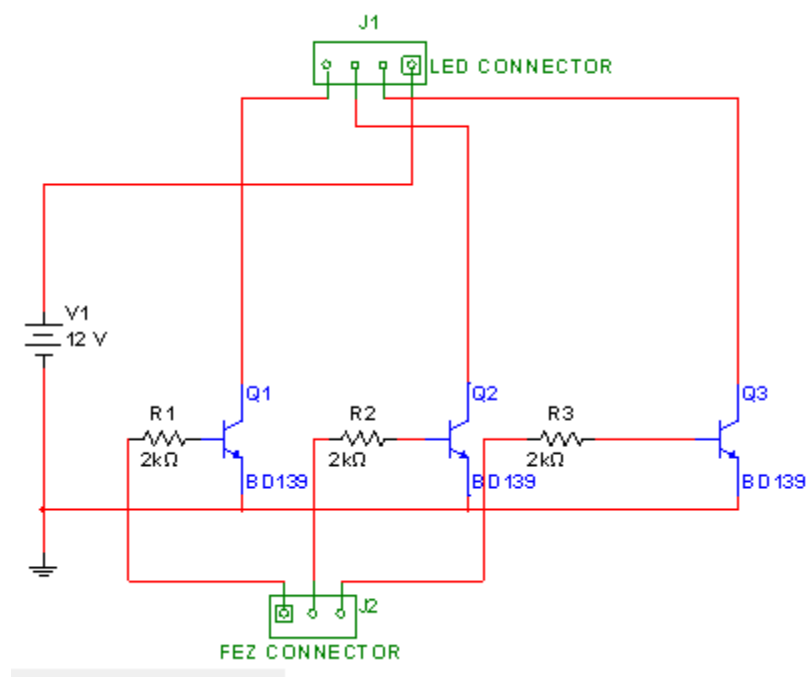 J1
LED CONNECTOR
V1
12 V
Q1
Q2
Q3
R1
R2
R3
2kΩ
2kΩ
2kΩ
BD139
BD139
BD139
J2
FEZ CONNECTOR